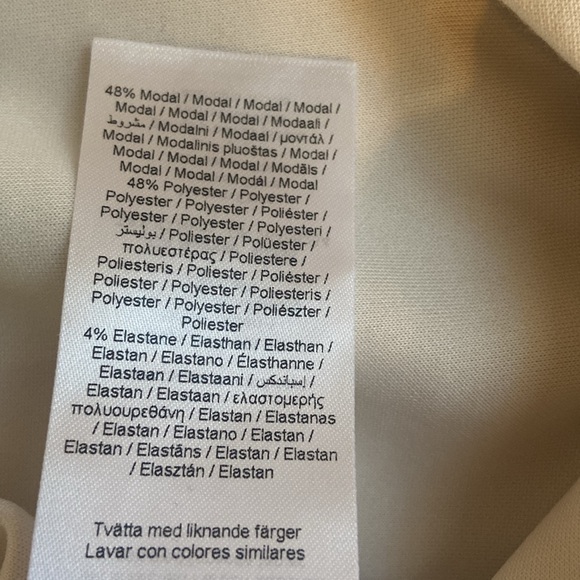 48% Modal / Modal / Modal / Modal /
Modal / Modal / Modal / Modaali /
مشروط / Modalni / Modaal / μοντάλ /
Modal / Modalinis pluoštas / Modal /
Modal / Modal / Modal / Modāls /
Modal / Modal / Modál / Modal
48% Polyester / Polyester /
Polyester / Polyester / Poliéster /
Polyester / Polyester / Polyesteri /
بوليستر / Poliester / Polüester /
πολυεστέρας / Poliestere /
Poliesteris / Poliester / Poliéster /
Poliester / Polyester / Poliesteris /
Polyester / Polyester / Poliészter /
Poliester
4% Elastane / Elasthan / Elasthan /
Elastan / Elastano / Élasthanne /
Elastaan / Elastaani / إسباندكس /
Elastan / Elastaan / ελαστομερής
πολυουρεθάνη / Elastan / Elastanas
/ Elastan / Elastano / Elastan /
Elastan / Elastāns / Elastan / Elastan
/ Elasztán / Elastan
Tvätta med liknande färger
Lavar con colores similares